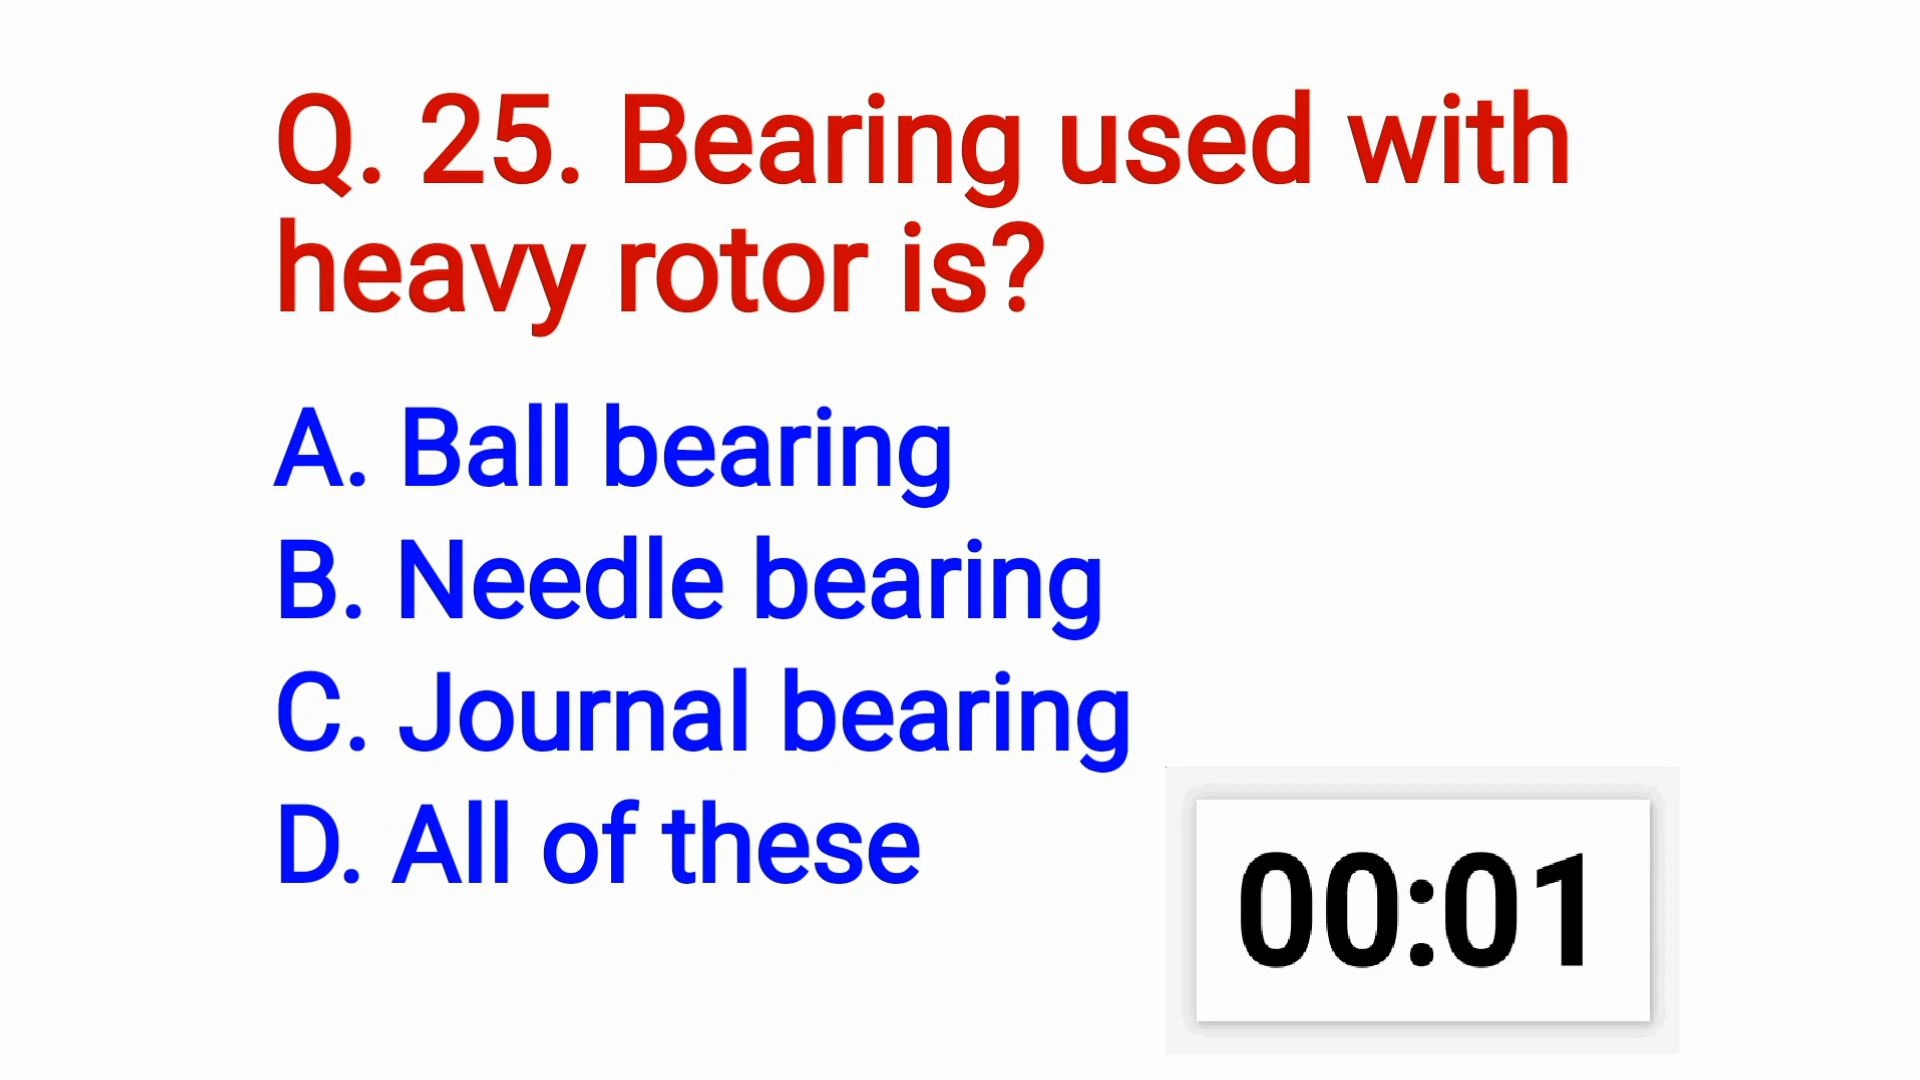 Q. 25. Bearing used with
heavy rotor is?
A. Ball bearing
B. Needle bearing
C. Journal bearing
D. All of these
00:01